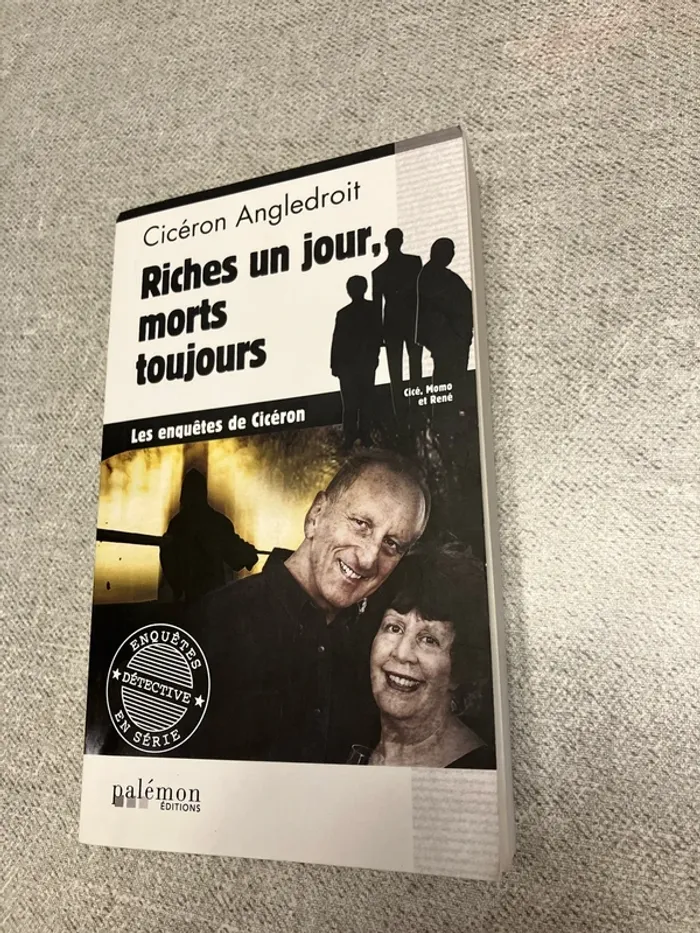 Cicéron Angledroit
Riches un jour,
morts
toujours
Cicé, Momo
et René
Les enquêtes de Cicéron
ENQUÊTES
DÉTECTIVE
EN SÉRIE
palémon
ÉDITIONS